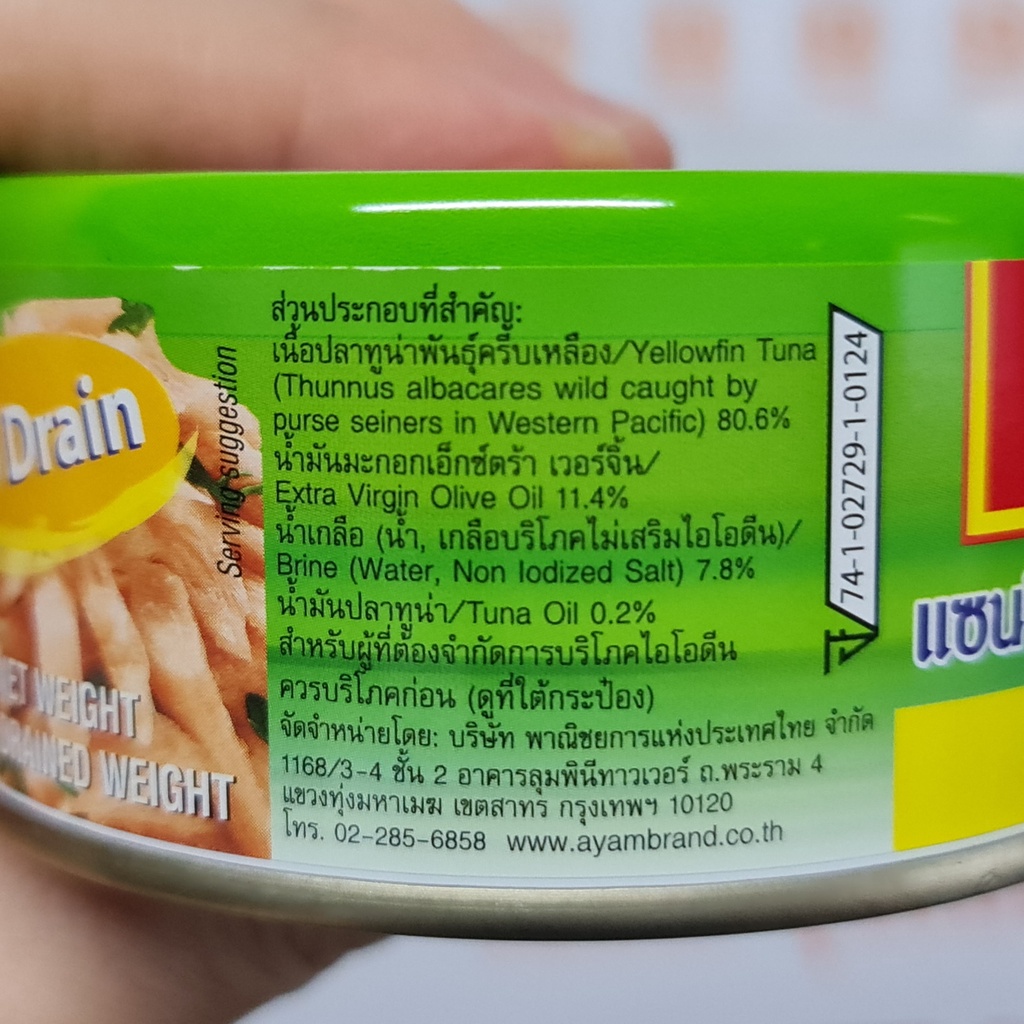 Drain
Serving suggestion
NET WEIGHT
DRAINED WEIGHT
ส่วนประกอบที่สำคัญ:
เนื้อปลาทูน่าพันธุ์ครีบเหลือง/Yellowfin Tuna
(Thunnus albacares wild caught by
purse seiners in Western Pacific) 80.6%
น้ำมันมะกอกเอ็กซ์ตร้า เวอร์จิ้น/
Extra Virgin Olive Oil 11.4%
น้ำเกลือ (น้ำ, เกลือบริโภคไม่เสริมไอโอดีน)/
Brine (Water, Non Iodized Salt) 7.8%
น้ำมันปลาทูน่า/Tuna Oil 0.2%
สำหรับผู้ที่ต้องจำกัดการบริโภคไอโอดีน
ควรบริโภคก่อน (ดูที่ใต้กระป๋อง)
จัดจำหน่ายโดย: บริษัท พาณิชยการแห่งประเทศไทย จำกัด
1168/3-4 ชั้น 2 อาคารลุมพินีทาวเวอร์ ถ.พระราม 4
แขวงทุ่งมหาเมฆ เขตสาทร กรุงเทพฯ 10120
โทร. 02-285-6858 www.ayambrand.co.th
74-1-02729-1-0124